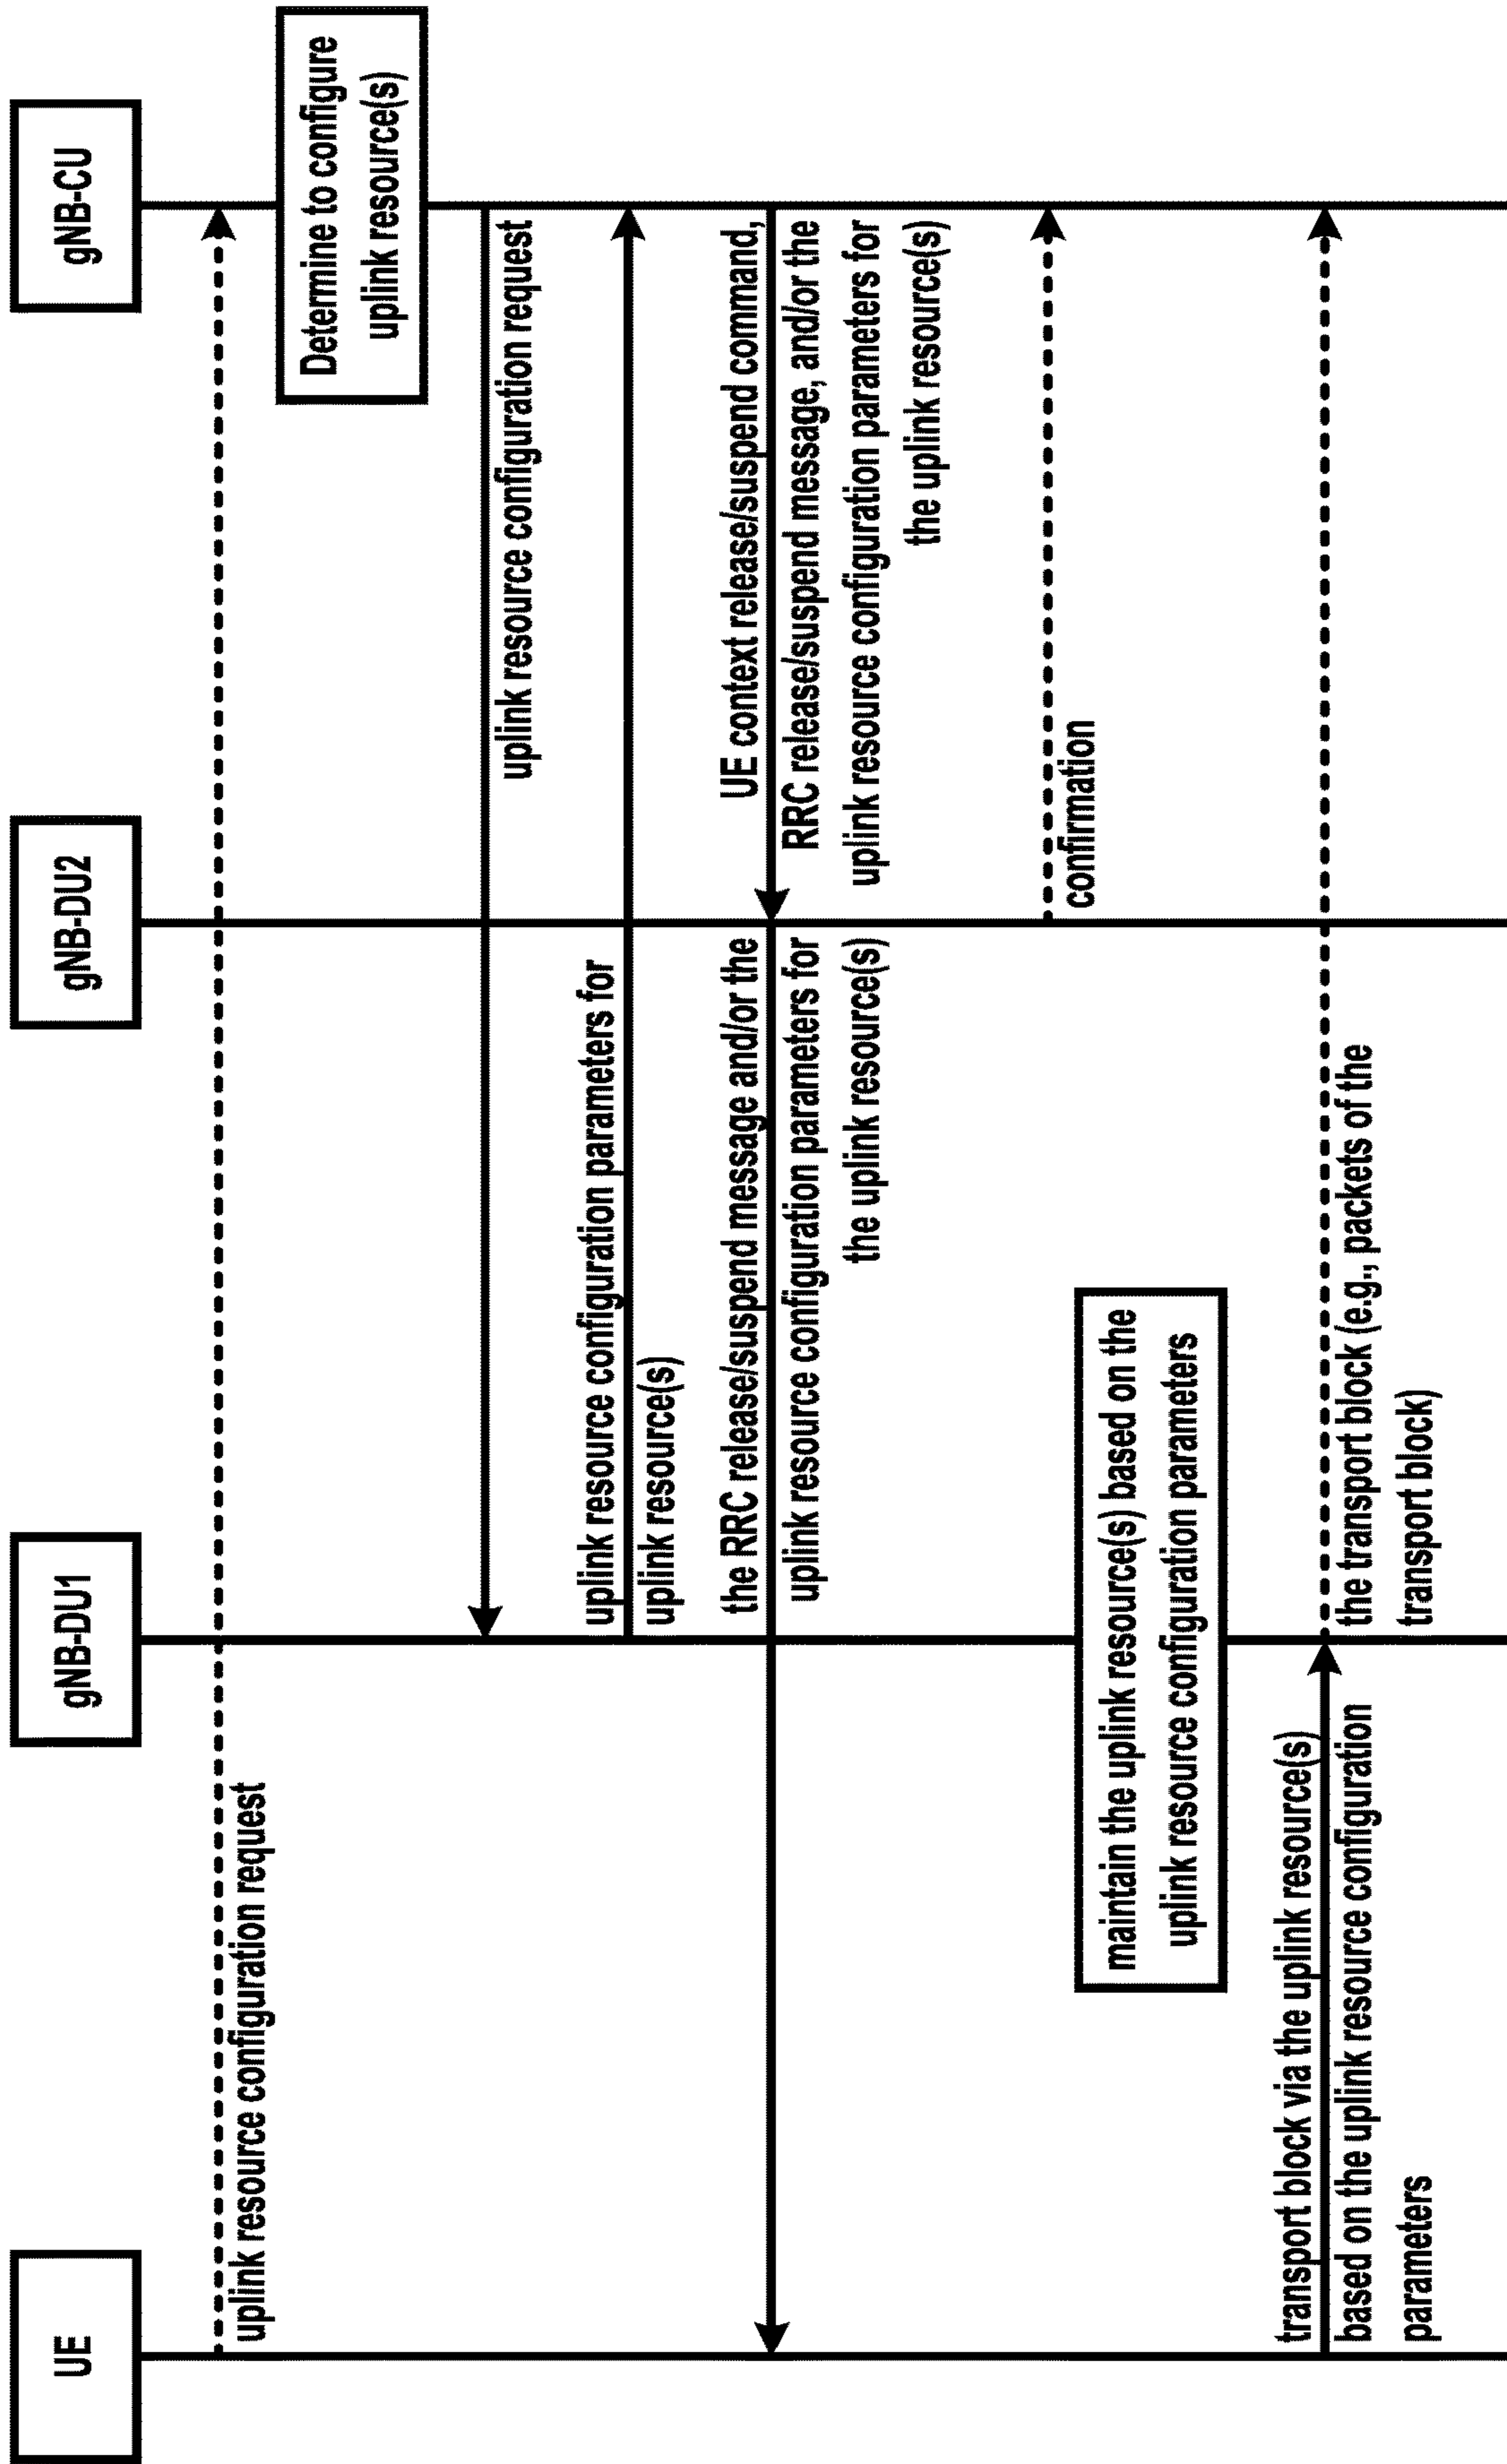 UE
gNB-DU1
gNB-DU2
gNB-CU
uplink resource configuration request
Determine to configure
uplink resource(s)
uplink resource configuration request
uplink resource configuration parameters for
uplink resource(s)
UE context release/suspend command,
RRC release/suspend message, and/or the
uplink resource configuration parameters for
the uplink resource(s)
the RRC release/suspend message and/or the
uplink resource configuration parameters for
the uplink resource(s)
confirmation
maintain the uplink resource(s) based on the
uplink resource configuration parameters
transport block via the uplink resource(s)
based on the uplink resource configuration
parameters
the transport block (e.g., packets of the
transport block)